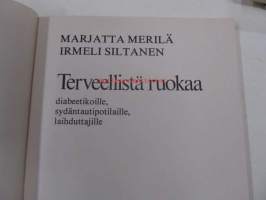 MARJATTA MERILÄ
IRMELI SILTANEN
Terveellistä ruokaa
diabeetikoille,
sydäntautipotilaille,
laihduttajille